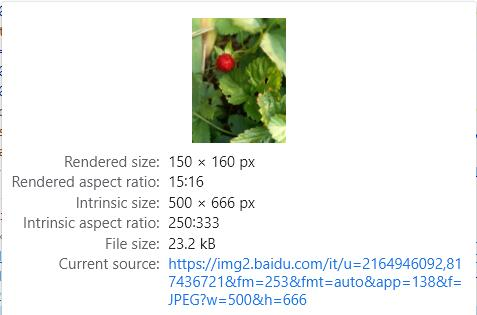 Rendered size: 150 × 160 px
Rendered aspect ratio: 15:16
Intrinsic size: 500 × 666 px
Intrinsic aspect ratio: 250:333
File size: 23.2 kB
Current source: https://img2.baidu.com/it/u=2164946092,81
7436721&fm=253&fmt=auto&app=138&f=
JPEG?w=500&h=666